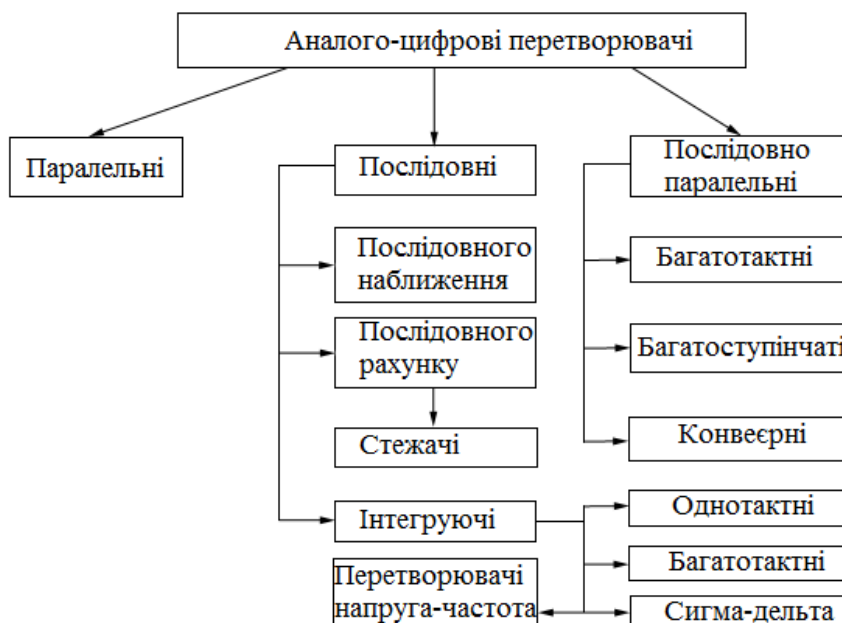 Аналого-цифрові перетворювачі
Паралельні
Послідовні
Послідовно
паралельні
Послідовного
наближення
Послідовного
рахунку
Стежачі
Інтегруючі
Перетворювачі
напруга-частота
Багатотактні
Багатоступінчаті
Конвеєрні
Однотактні
Багатотактні
Сигма-дельта